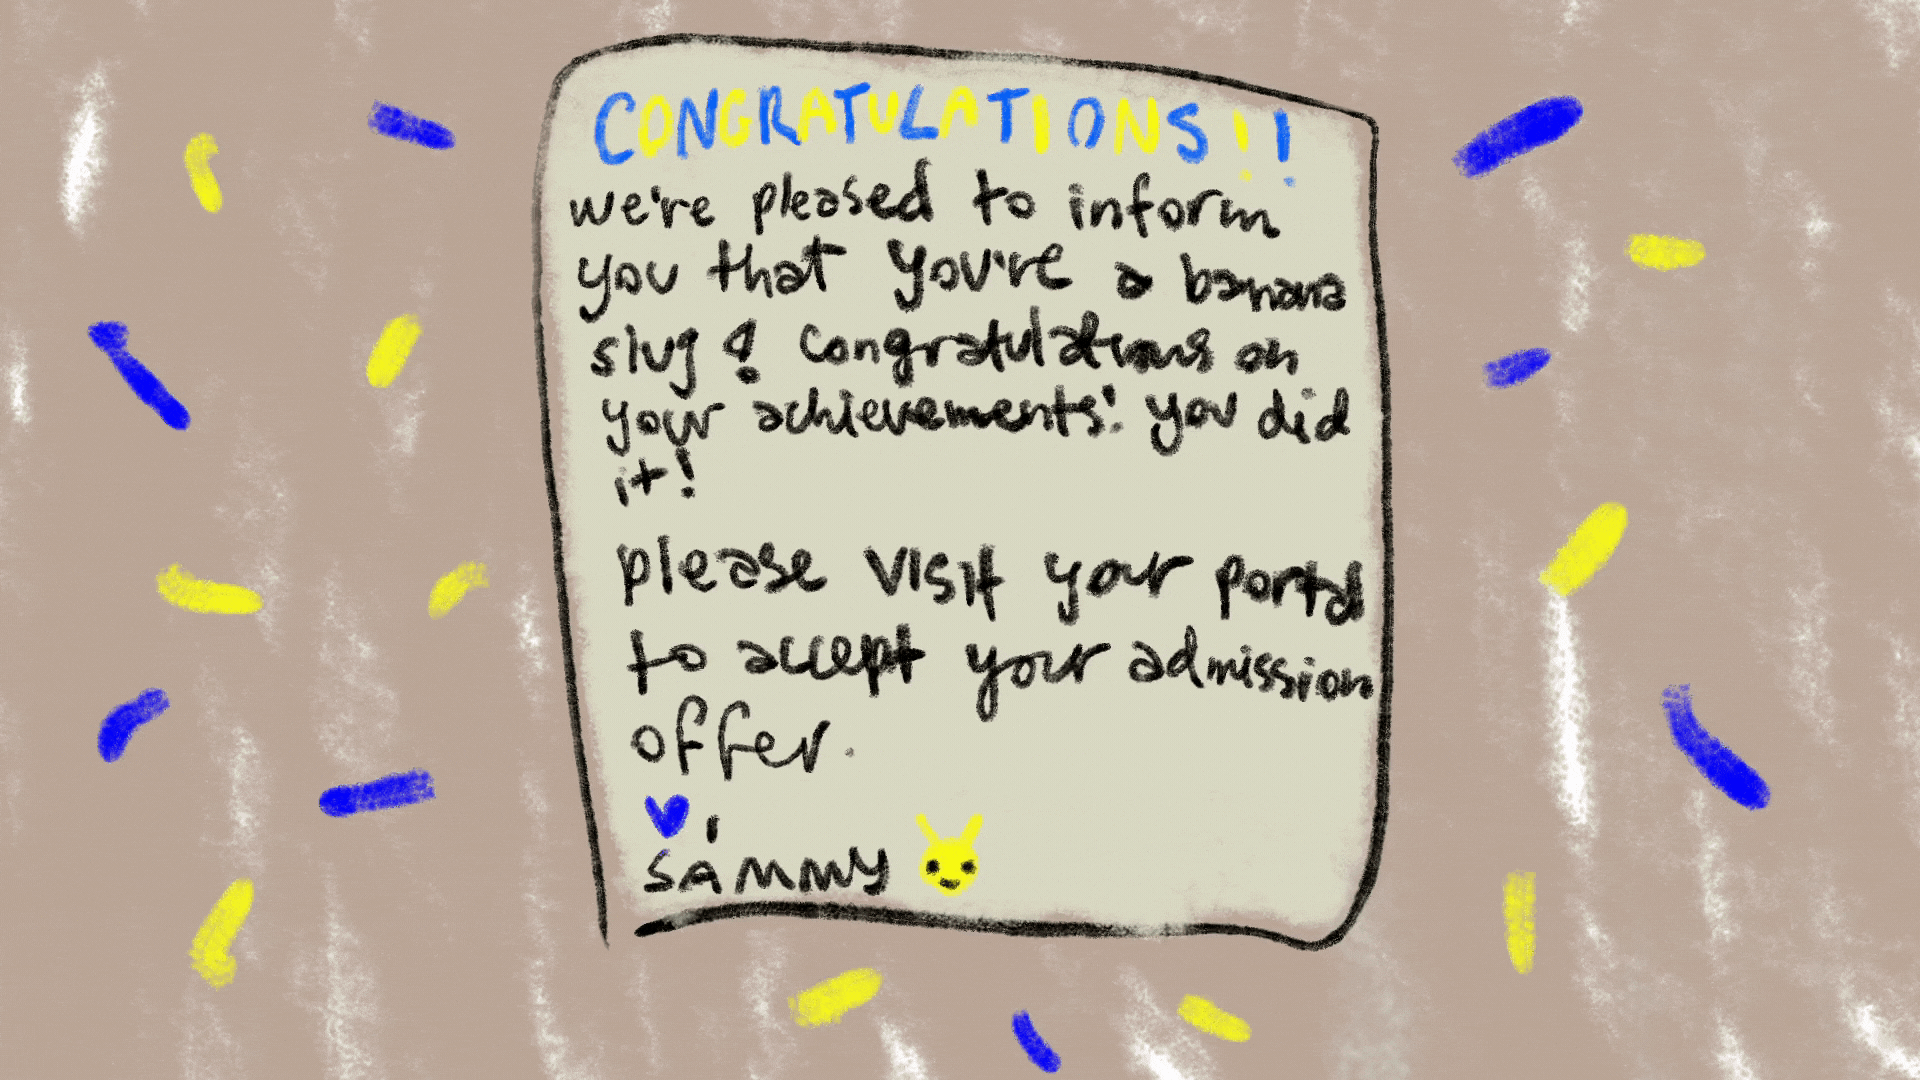 CONGRATULATIONS!!
we're pleased to inform
you that you're a banana
slug! Congratulations on
your achievements! you did
it!
please visit your portal
to accept your admission
offer.
♥,
SAMMY